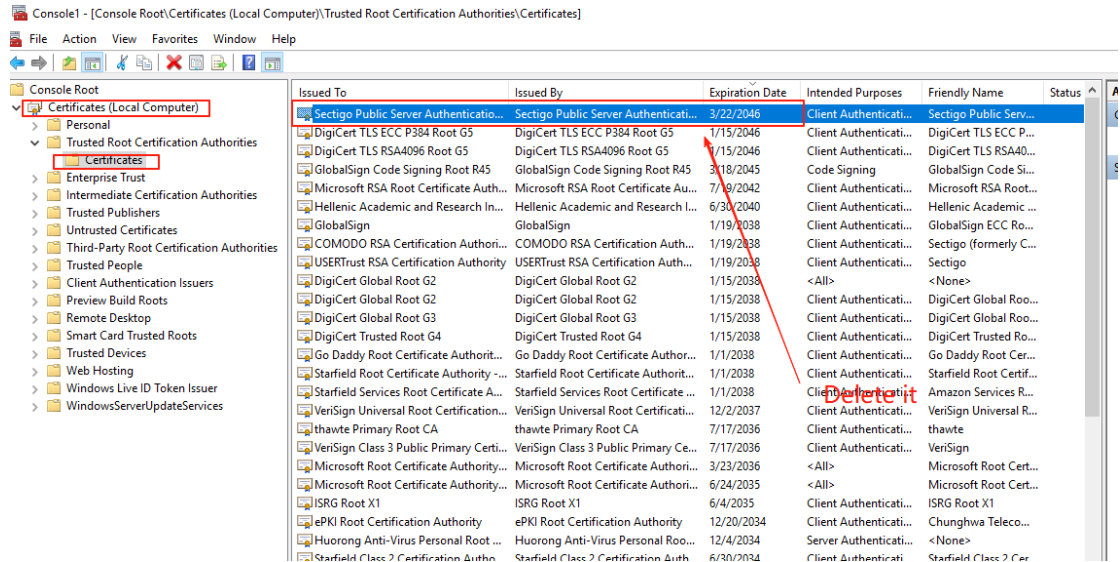 Console1 - [Console Root\Certificates (Local Computer)\Trusted Root Certification Authorities\Certificates]
File Action View Favorites Window Help
Console Root
Certificates (Local Computer)
Personal
Trusted Root Certification Authorities
Certificates
Enterprise Trust
Intermediate Certification Authorities
Trusted Publishers
Untrusted Certificates
Third-Party Root Certification Authorities
Trusted People
Client Authentication Issuers
Preview Build Roots
Remote Desktop
Smart Card Trusted Roots
Trusted Devices
Web Hosting
Windows Live ID Token Issuer
WindowsServerUpdateServices
Issued To Issued By Expiration Date Intended Purposes Friendly Name Status
Sectigo Public Server Authenticatio... Sectigo Public Server Authenticati... 3/22/2046 Client Authenticati... Sectigo Public Serv...
DigiCert TLS ECC P384 Root G5 DigiCert TLS ECC P384 Root G5 1/15/2046 Client Authenticati... DigiCert TLS ECC P...
DigiCert TLS RSA4096 Root G5 DigiCert TLS RSA4096 Root G5 1/15/2046 Client Authenticati... DigiCert TLS RSA40...
GlobalSign Code Signing Root R45 GlobalSign Code Signing Root R45 3/18/2045 Code Signing GlobalSign Code Si...
Microsoft RSA Root Certificate Auth... Microsoft RSA Root Certificate Au... 7/19/2042 Client Authenticati... Microsoft RSA Root...
Hellenic Academic and Research In... Hellenic Academic and Research I... 6/30/2040 Client Authenticati... Hellenic Academic ...
GlobalSign GlobalSign 1/19/2038 Client Authenticati... GlobalSign ECC Ro...
COMODO RSA Certification Authori... COMODO RSA Certification Auth... 1/19/2038 Client Authenticati... Sectigo (formerly C...
USERTrust RSA Certification Authority USERTrust RSA Certification Auth... 1/19/2038 Client Authenticati... Sectigo
DigiCert Global Root G2 DigiCert Global Root G2 1/15/2038 <All> <None>
DigiCert Global Root G2 DigiCert Global Root G2 1/15/2038 Client Authenticati... DigiCert Global Roo...
DigiCert Global Root G3 DigiCert Global Root G3 1/15/2038 Client Authenticati... DigiCert Global Roo...
DigiCert Trusted Root G4 DigiCert Trusted Root G4 1/15/2038 Client Authenticati... DigiCert Trusted Ro...
Go Daddy Root Certificate Authorit... Go Daddy Root Certificate Author... 1/1/2038 Client Authenticati... Go Daddy Root Cer...
Starfield Root Certificate Authority -... Starfield Root Certificate Authorit... 1/1/2038 Client Authenticati... Starfield Root Certif...
Starfield Services Root Certificate A... Starfield Services Root Certificate ... 1/1/2038 Client Authenticati... Amazon Services R...
Delete it
VeriSign Universal Root Certification... VeriSign Universal Root Certificati... 12/2/2037 Client Authenticati... VeriSign Universal R...
thawte Primary Root CA thawte Primary Root CA 7/17/2036 Client Authenticati... thawte
VeriSign Class 3 Public Primary Certi... VeriSign Class 3 Public Primary Ce... 7/17/2036 Client Authenticati... VeriSign
Microsoft Root Certificate Authority... Microsoft Root Certificate Authori... 3/23/2036 <All> Microsoft Root Cert...
Microsoft Root Certificate Authority... Microsoft Root Certificate Authori... 6/24/2035 <All> Microsoft Root Cert...
ISRG Root X1 ISRG Root X1 6/4/2035 Client Authenticati... ISRG Root X1
ePKI Root Certification Authority ePKI Root Certification Authority 12/20/2034 Client Authenticati... Chunghwa Teleco...
Huorong Anti-Virus Personal Root ... Huorong Anti-Virus Personal Roo... 12/4/2034 Server Authenticati... <None>
Starfield Class 2 Certification Autho... Starfield Class 2 Certification Auth... 6/30/2034 Client Authenticati... Starfield Class 2 Cer...